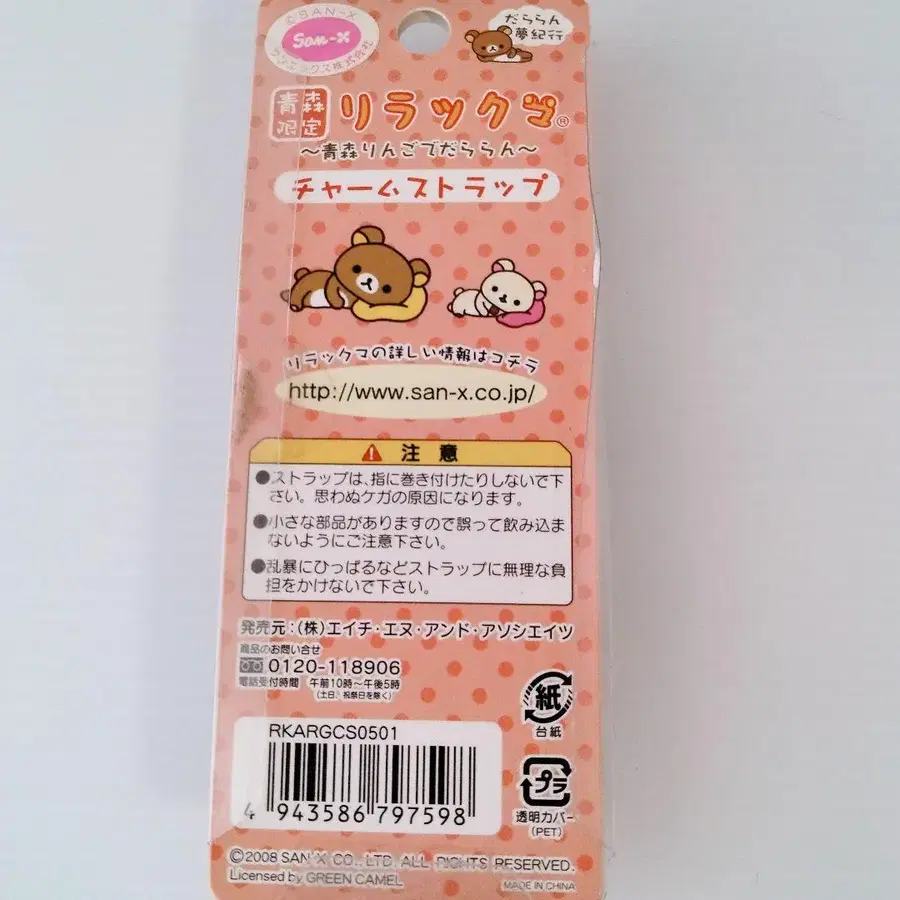 ©SAN-X
San-X
サンエックス株式会社
だららん
夢紀行
青森
限定
リラックマ®
～青森りんごでだららん～
チャームストラップ
リラックマの詳しい情報はコチラ
http://www.san-x.co.jp/
注 意
●ストラップは、指に巻き付けたりしないで下
さい。思わぬケガの原因になります。
●小さな部品がありますので誤って飲み込ま
ないようにご注意下さい。
●乱暴にひっぱるなどストラップに無理な負
担をかけないで下さい。
発売元：(株)エイチ・エヌ・アンド・アソシエイツ
商品のお問い合せ
0120-118906
電話受付時間 午前10時～午後5時
(土日、祝祭日を除く)
紙
台紙
RKARGCS0501
4 943586 797598
プラ
透明カバー
(PET)
©2008 SAN-X CO., LTD. ALL RIGHTS RESERVED.
Licensed by GREEN CAMEL
MADE IN CHINA